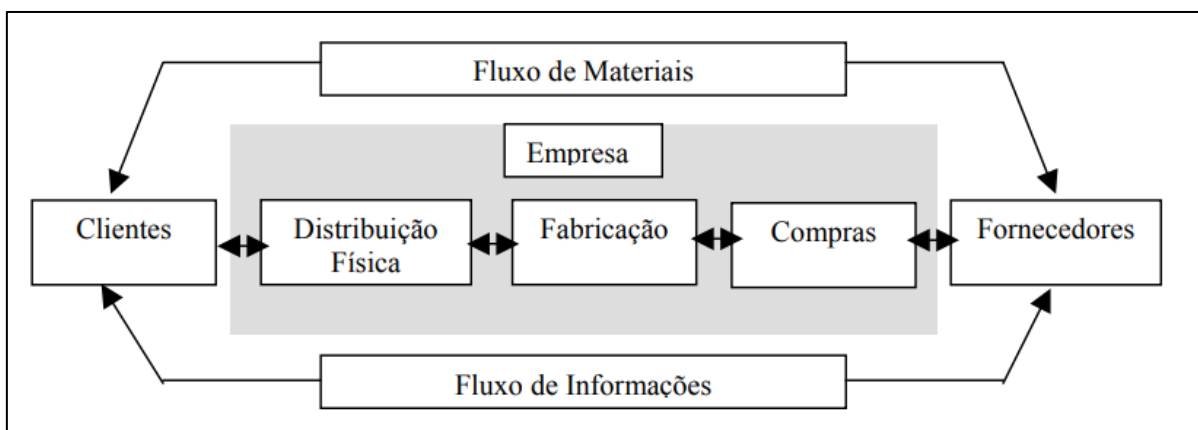 Fluxo de Materiais
Empresa
Clientes
Distribuição
Física
Fabricação
Compras
Fornecedores
Fluxo de Informações